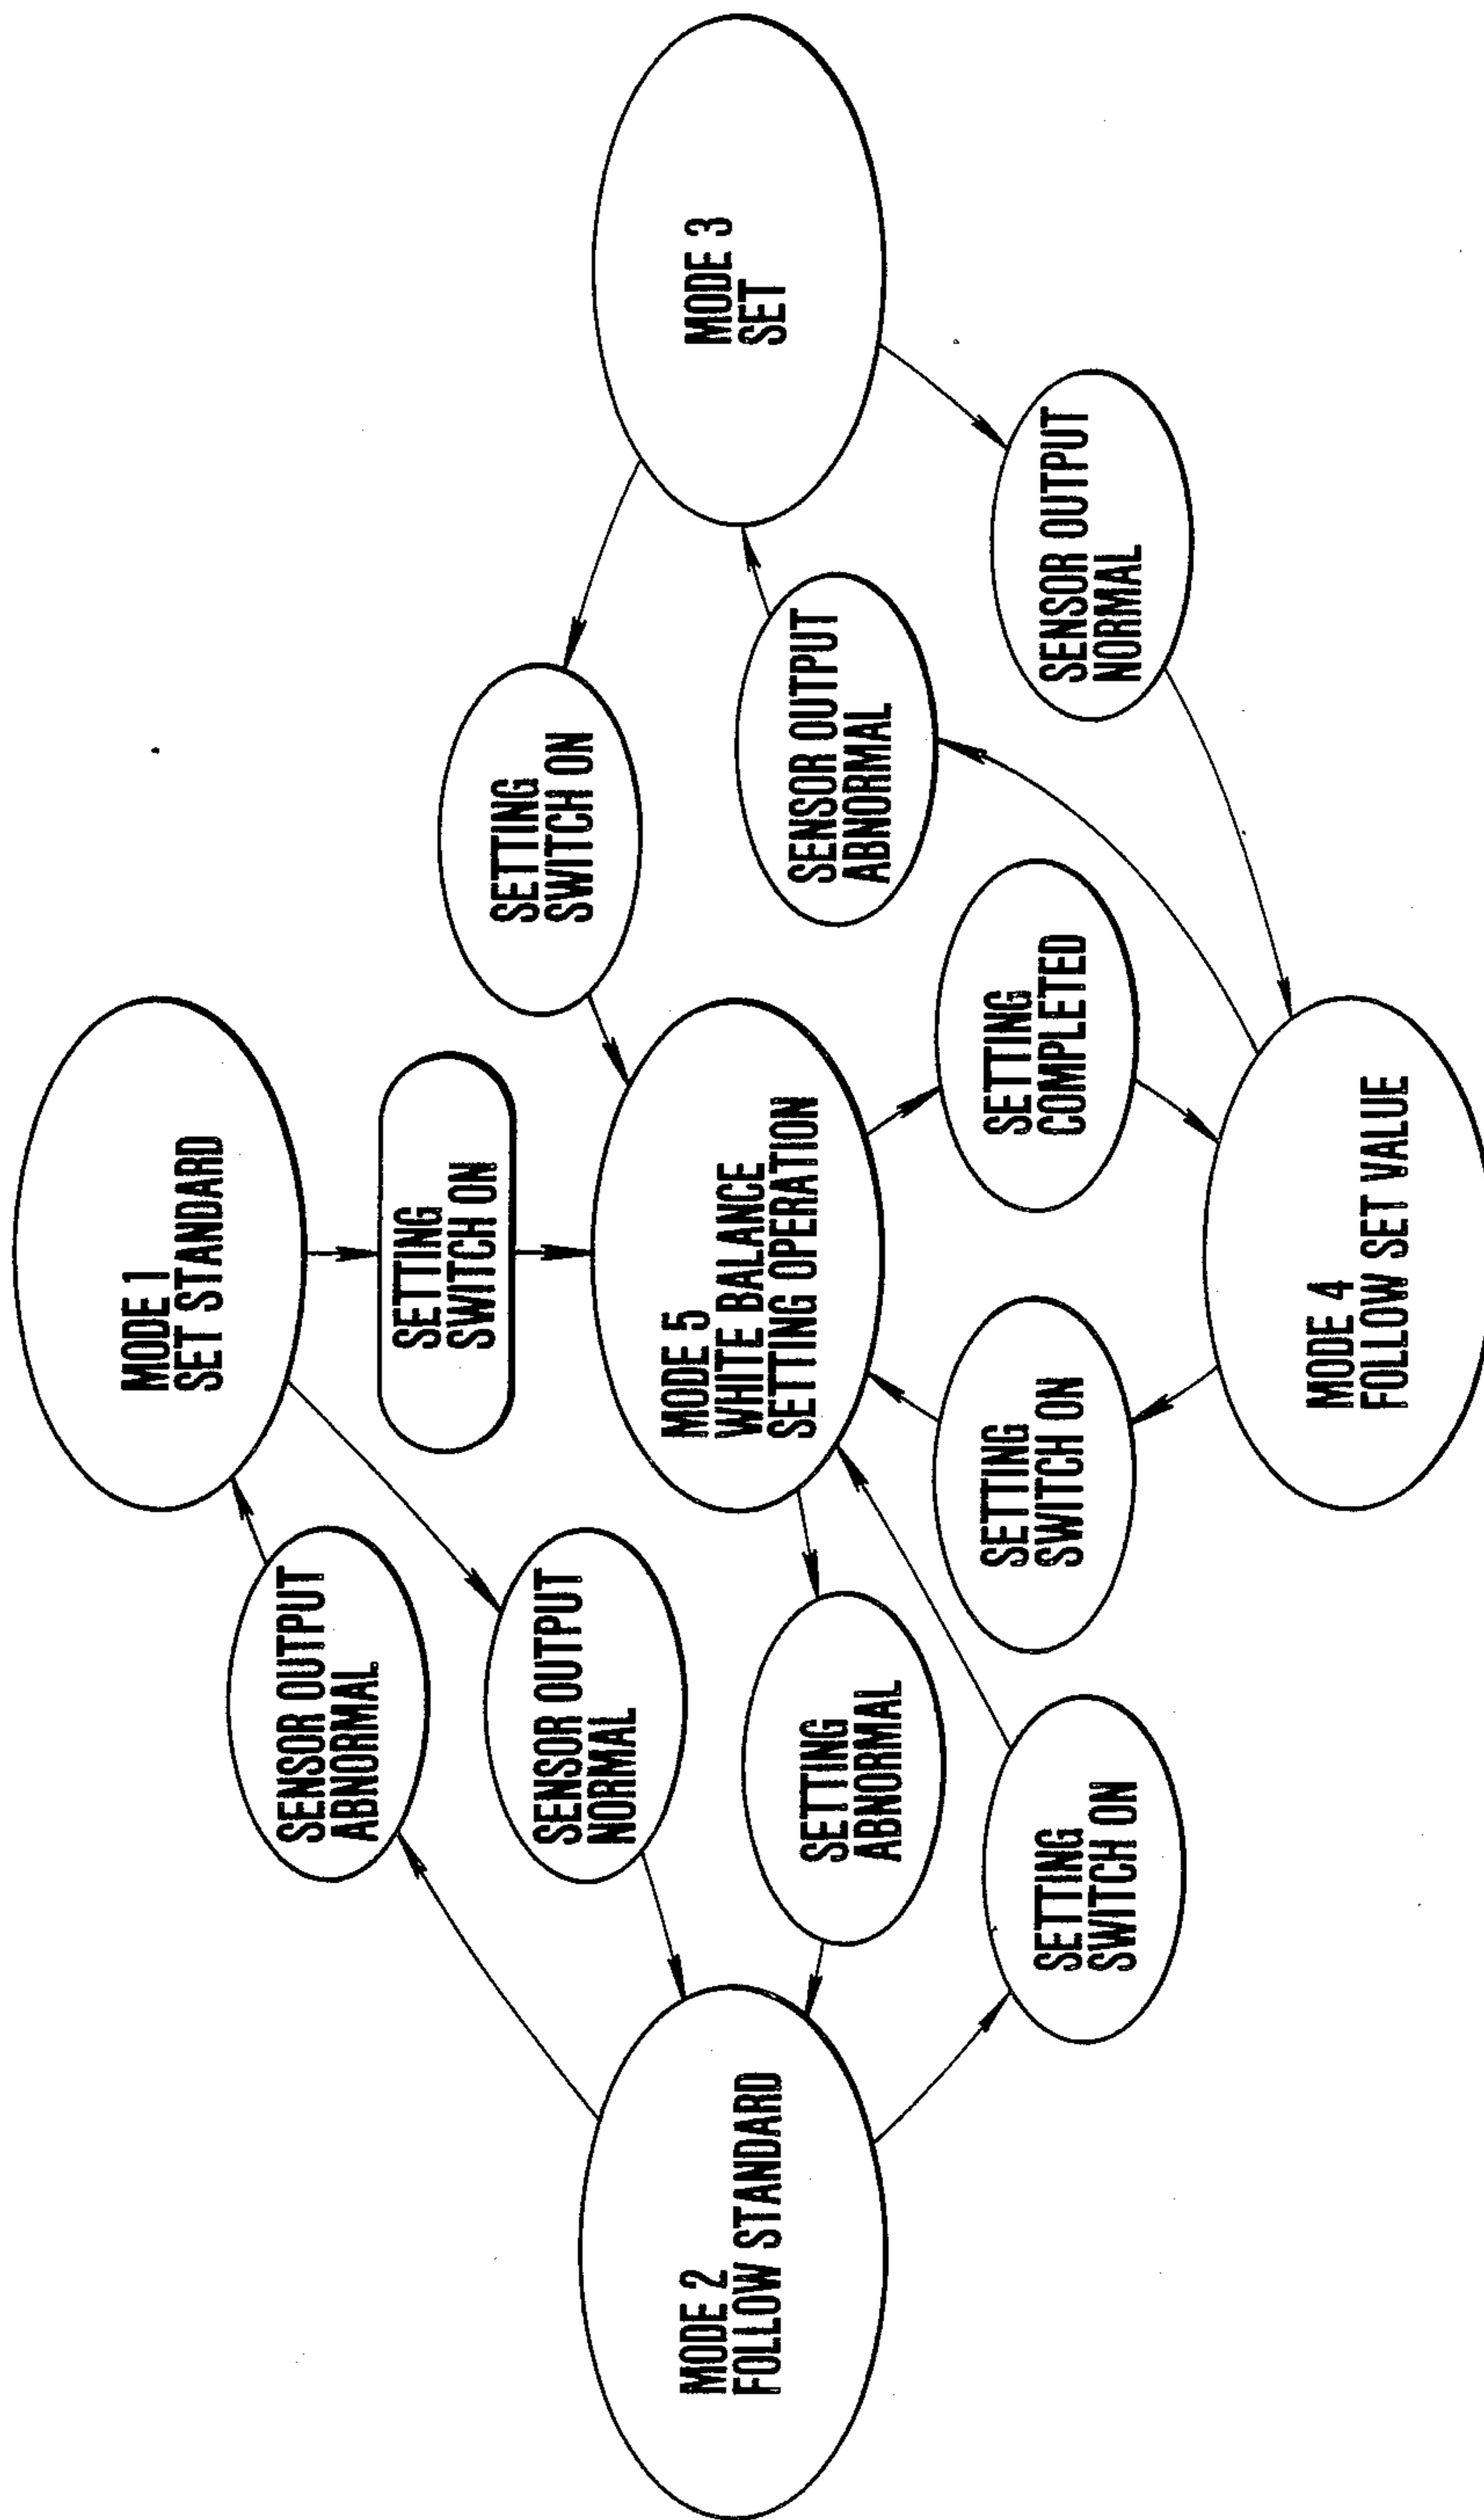 MODE 1
SET STANDARD
SETTING
SWITCH ON
SENSOR OUTPUT
ABNORMAL
SENSOR OUTPUT
NORMAL
SETTING
SWITCH ON
MODE 2
FOLLOW STANDARD
MODE 5
WHITE BALANCE
SETTING OPERATION
MODE 3
SET
SETTING
ABNORMAL
SENSOR OUTPUT
ABNORMAL
SETTING
SWITCH ON
SETTING
SWITCH ON
SETTING
COMPLETED
SENSOR OUTPUT
NORMAL
MODE 4
FOLLOW SET VALUE